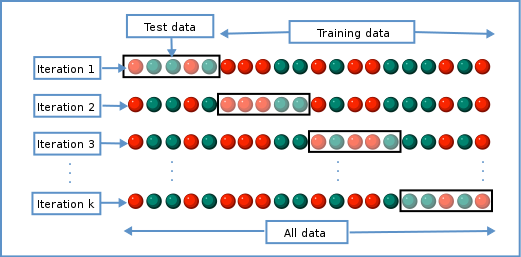 Test data
Training data
Iteration 1
Iteration 2
Iteration 3
Iteration k
All data